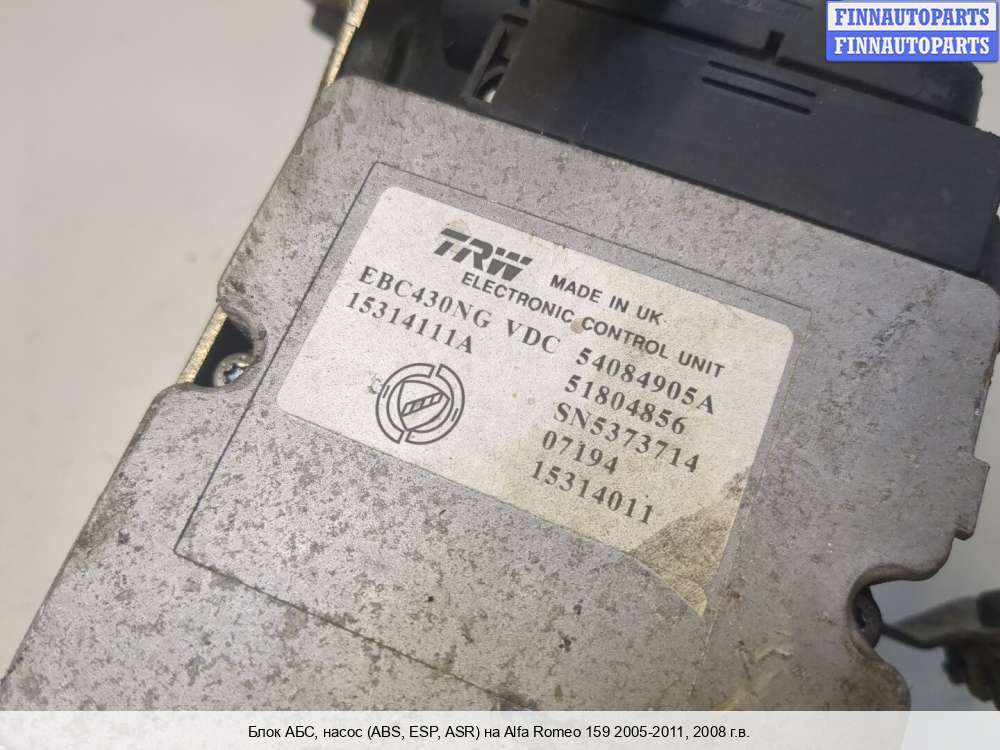 FINNAUTOPARTS
FINNAUTOPARTS
TRW MADE IN UK
ELECTRONIC CONTROL UNIT
EBC430NG VDC 54084905A
15314111A 51804856
SN5373714
07194
15314011
Блок АБС, насос (ABS, ESP, ASR) на Alfa Romeo 159 2005-2011, 2008 г.в.